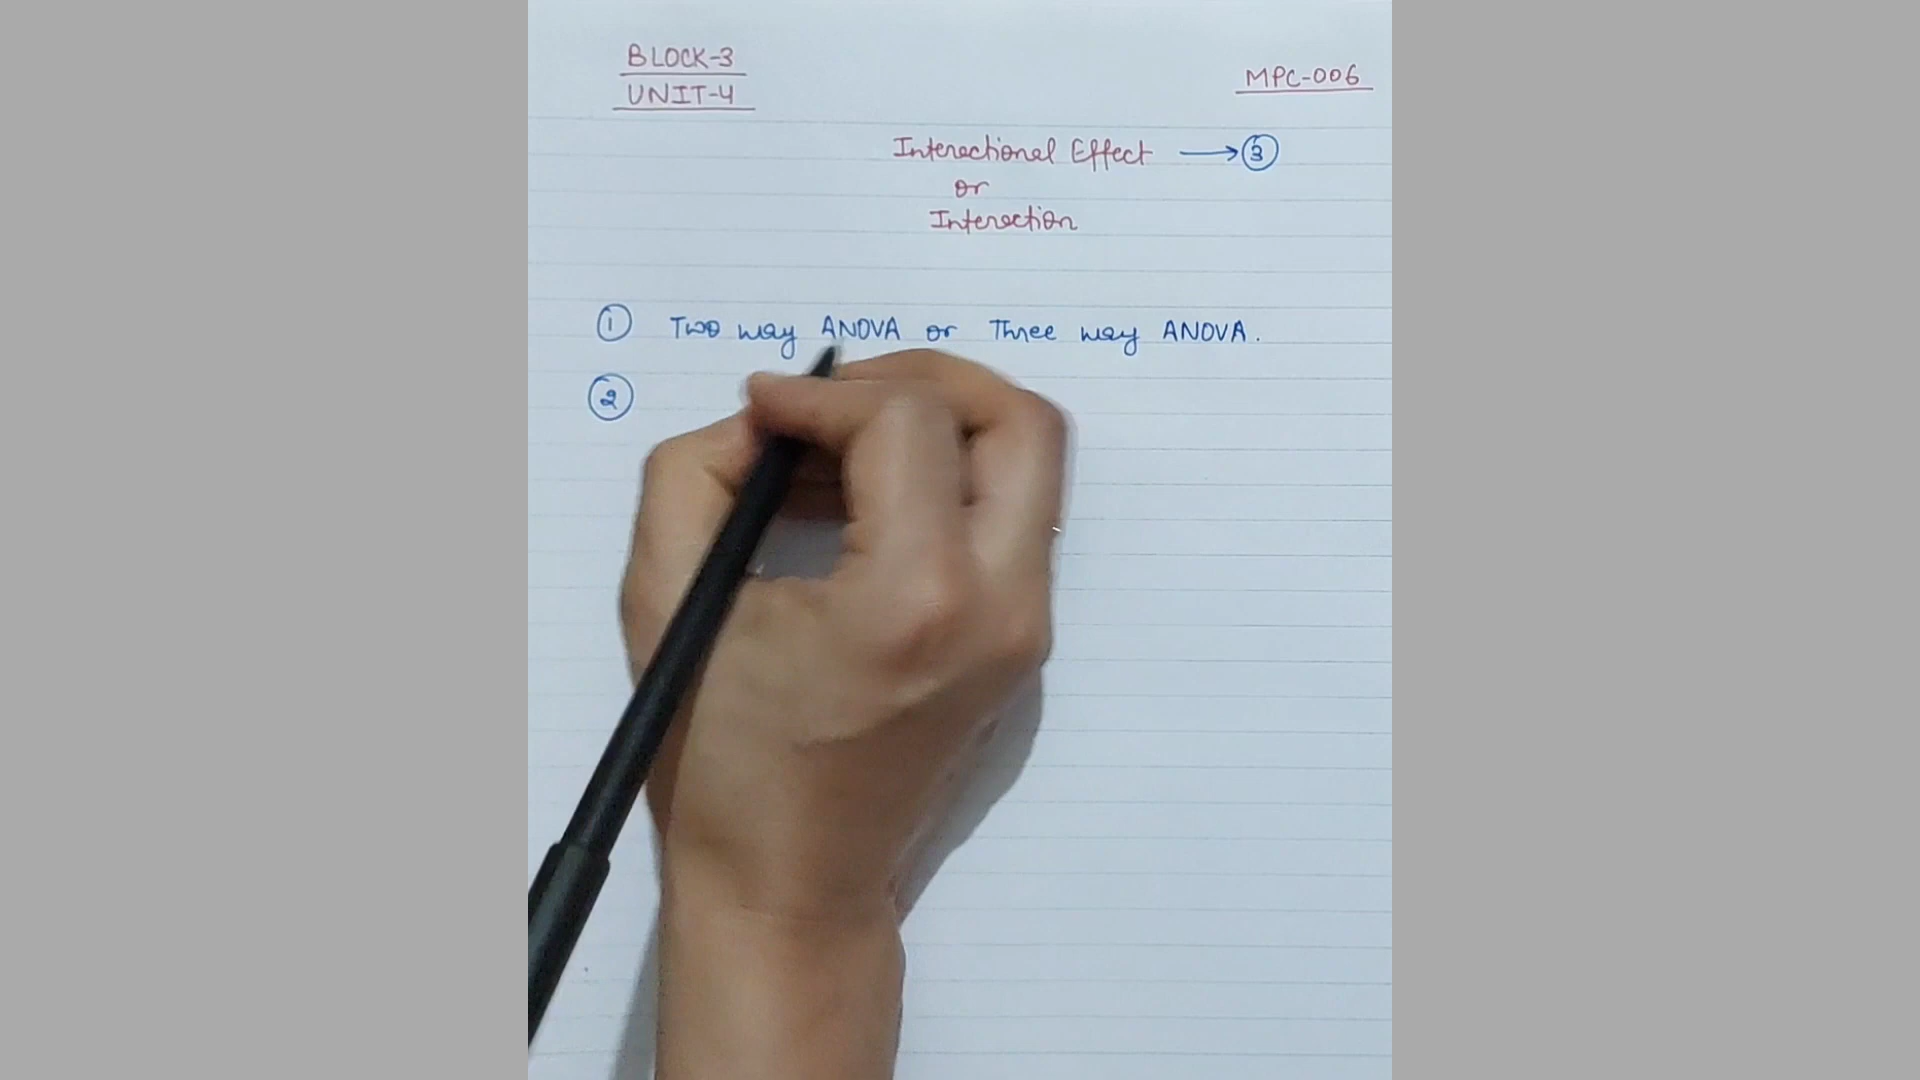 BLOCK-3
UNIT-4
MPC-006
Interactional Effect → ③
or
Interaction
① Two way ANOVA or Three way ANOVA.
②